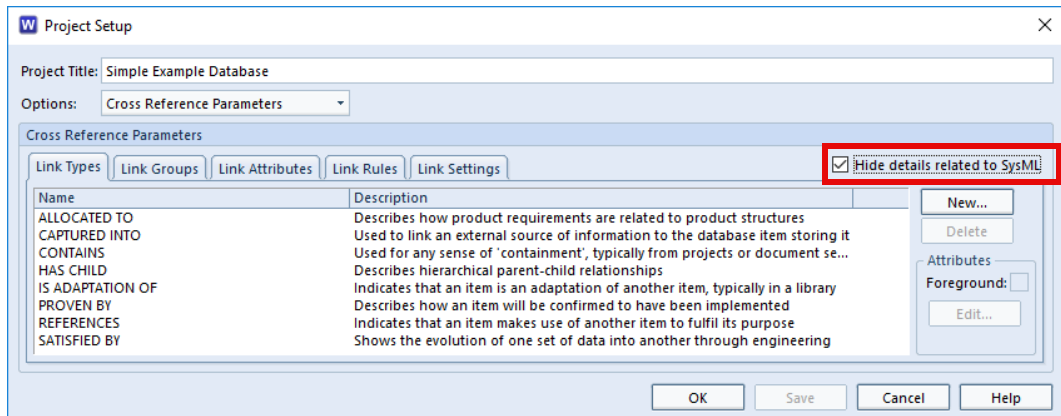 W Project Setup
Project Title: Simple Example Database
Options: Cross Reference Parameters
Cross Reference Parameters
Link Types Link Groups Link Attributes Link Rules Link Settings Hide details related to SysML
Name Description
ALLOCATED TO Describes how product requirements are related to product structures
CAPTURED INTO Used to link an external source of information to the database item storing it
CONTAINS Used for any sense of 'containment', typically from projects or document se...
HAS CHILD Describes hierarchical parent-child relationships
IS ADAPTATION OF Indicates that an item is an adaptation of another item, typically in a library
PROVEN BY Describes how an item will be confirmed to have been implemented
REFERENCES Indicates that an item makes use of another item to fulfil its purpose
SATISFIED BY Shows the evolution of one set of data into another through engineering
New...
Delete
Attributes
Foreground:
Edit...
OK Save Cancel Help